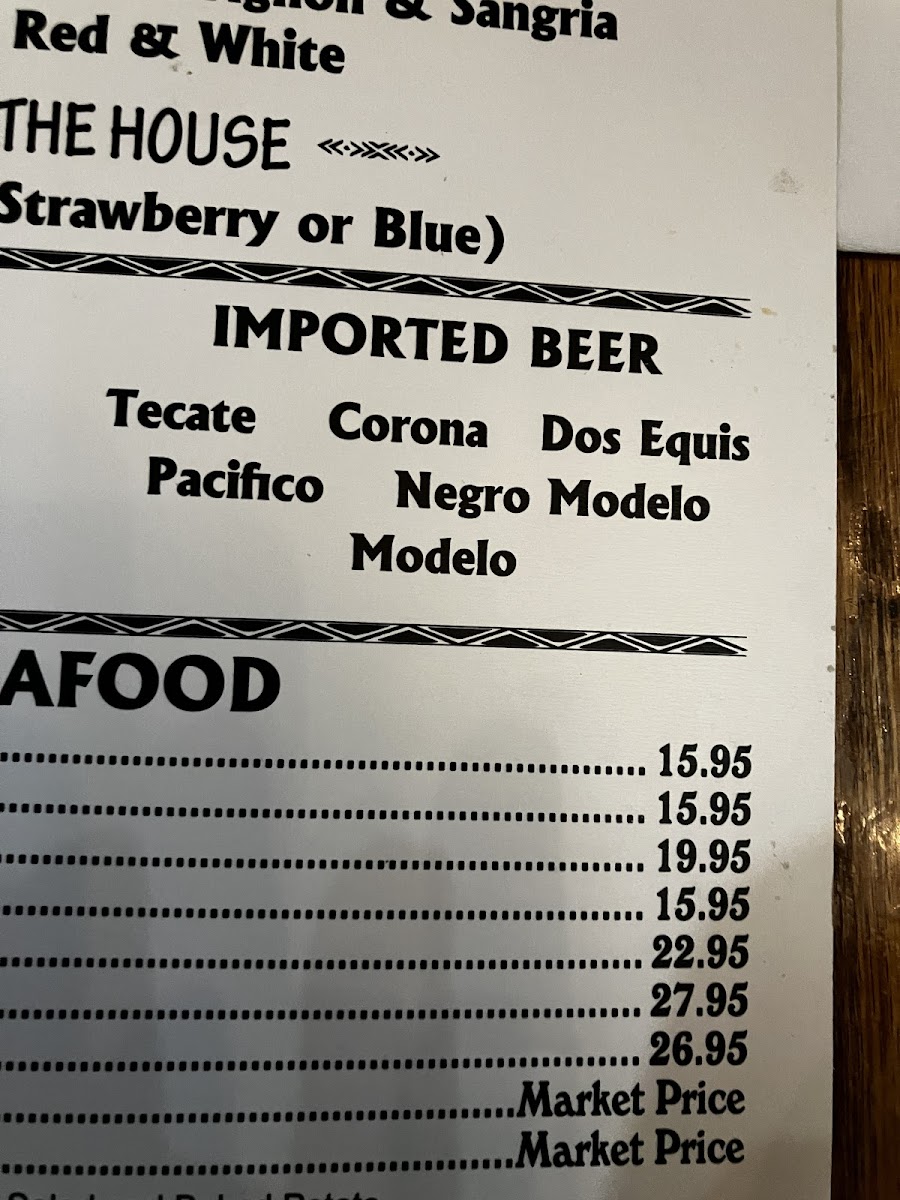 & Sangria
Red & White
THE HOUSE
Strawberry or Blue)
IMPORTED BEER
Tecate Corona Dos Equis
Pacifico Negro Modelo
Modelo
AFOOD
15.95
15.95
19.95
15.95
22.95
27.95
26.95
Market Price
Market Price